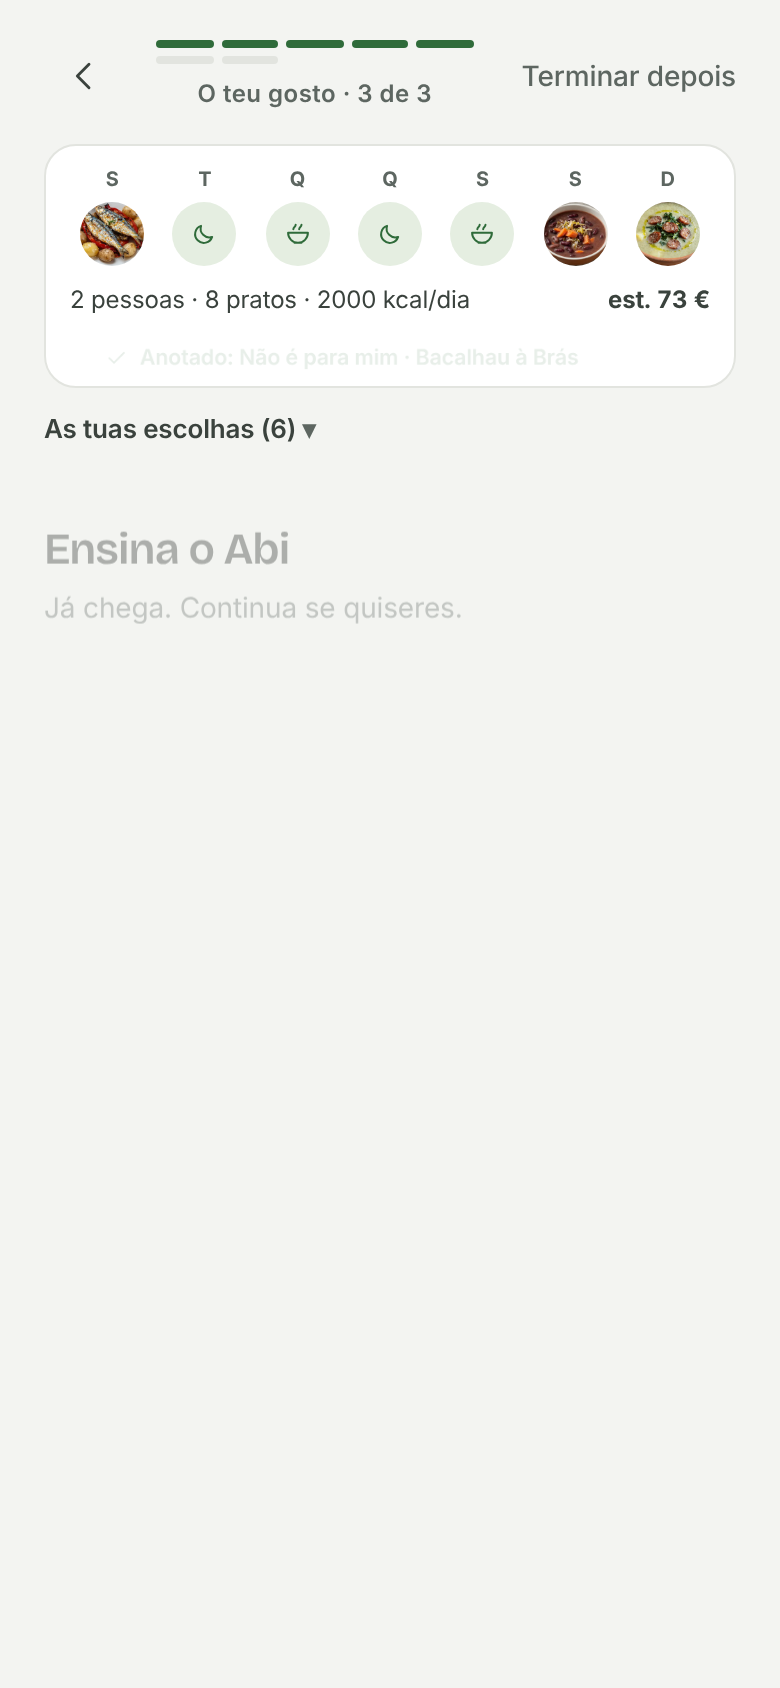 Terminar depois
O teu gosto · 3 de 3
S T Q Q S S D
2 pessoas · 8 pratos · 2000 kcal/dia est. 73 €
Anotado: Não é para mim · Bacalhau à Brás
As tuas escolhas (6) ▾
Ensina o Abi
Já chega. Continua se quiseres.